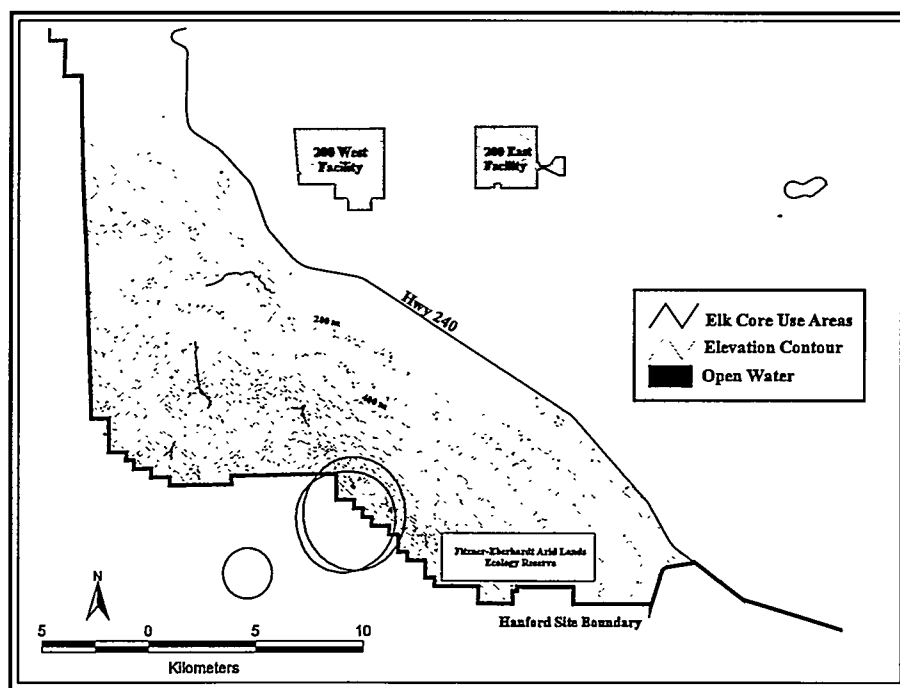 200 West
Facility
200 East
Facility
Hwy 240
200 m
400 m
Elk Core Use Areas
Elevation Contour
Open Water
Fitzner-Eberhardt Arid Lands
Ecology Reserve
Hanford Site Boundary
N
5 0 5 10
Kilometers